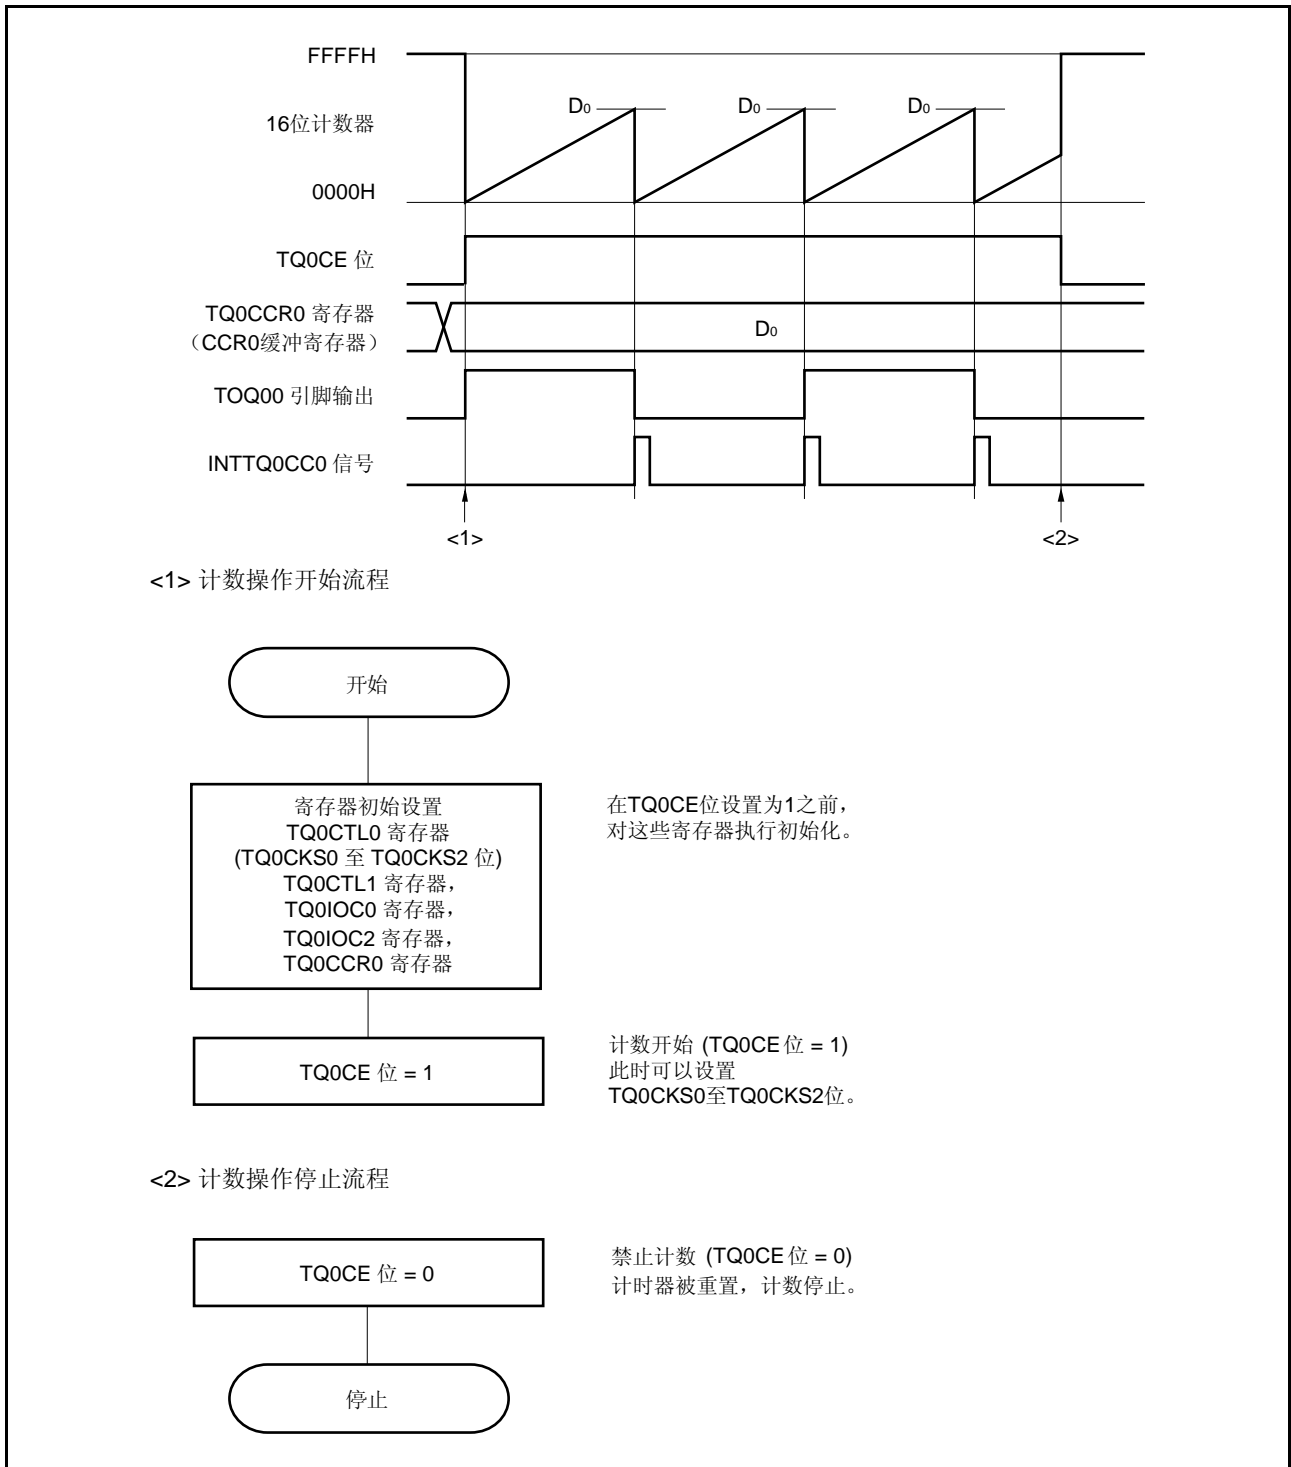 FFFFH
D0 D0 D0
16位计数器
0000H
TQ0CE 位
TQ0CCR0 寄存器
（CCR0缓冲寄存器）
D0
TOQ00 引脚输出
INTTQ0CC0 信号
<1> <2>
<1> 计数操作开始流程
开始
寄存器初始设置
TQ0CTL0 寄存器
(TQ0CKS0 至 TQ0CKS2 位)
TQ0CTL1 寄存器，
TQ0IOC0 寄存器，
TQ0IOC2 寄存器，
TQ0CCR0 寄存器
在TQ0CE位设置为1之前，
对这些寄存器执行初始化。
TQ0CE 位 = 1
计数开始 (TQ0CE 位 = 1)
此时可以设置
TQ0CKS0至TQ0CKS2位。
<2> 计数操作停止流程
TQ0CE 位 = 0
禁止计数 (TQ0CE 位 = 0)
计时器被重置，计数停止。
停止